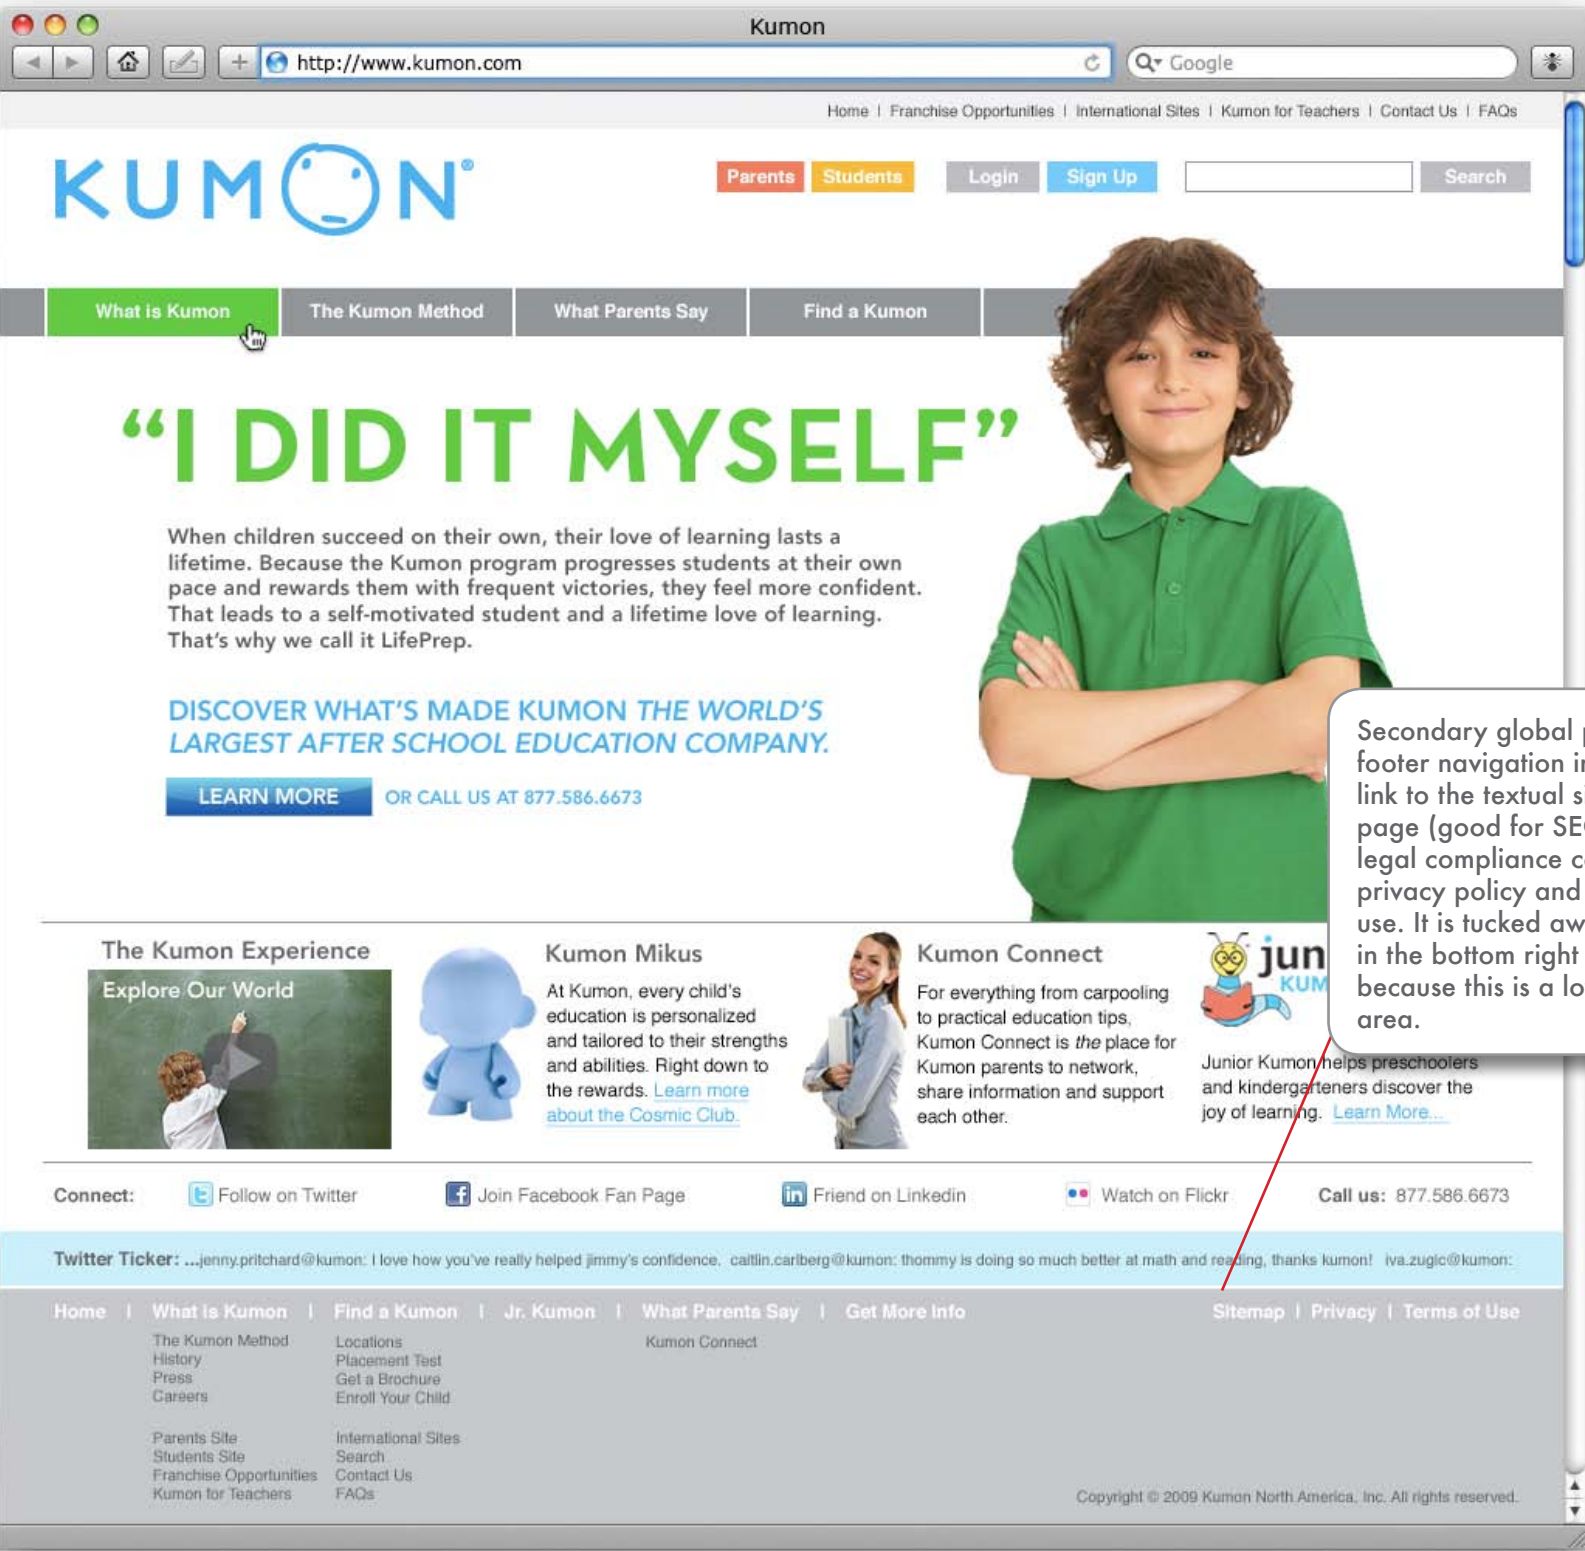 Kumon
http://www.kumon.com
Google
Home | Franchise Opportunities | International Sites | Kumon for Teachers | Contact Us | FAQs
KUMON®
Parents Students Login Sign Up Search
What is Kumon The Kumon Method What Parents Say Find a Kumon
“I DID IT MYSELF”
When children succeed on their own, their love of learning lasts a
lifetime. Because the Kumon program progresses students at their own
pace and rewards them with frequent victories, they feel more confident.
That leads to a self-motivated student and a lifetime love of learning.
That’s why we call it LifePrep.
DISCOVER WHAT’S MADE KUMON THE WORLD’S
LARGEST AFTER SCHOOL EDUCATION COMPANY.
LEARN MORE OR CALL US AT 877.586.6673
Secondary global
footer navigation
link to the textual
page (good for
legal compliance
privacy policy and
use. It is tucked
in the bottom right
because this is a
area.
The Kumon Experience
Explore Our World
Kumon Mikus
At Kumon, every child’s
education is personalized
and tailored to their strengths
and abilities. Right down to
the rewards. Learn more
about the Cosmic Club.
Kumon Connect
For everything from carpooling
to practical education tips,
Kumon Connect is the place for
Kumon parents to network,
share information and support
each other.
jun
KUM
Junior Kumon helps preschoolers
and kindergarteners discover the
joy of learning. Learn More...
Connect: Follow on Twitter Join Facebook Fan Page Friend on Linkedin Watch on Flickr Call us: 877.586.6673
Twitter Ticker: ...jenny.pritchard@kumon: I love how you’ve really helped jimmy’s confidence. caitlin.carlberg@kumon: thommy is doing so much better at math and reading, thanks kumon! iva.zugic@kumon:
Home | What is Kumon | Find a Kumon | Jr. Kumon | What Parents Say | Get More Info Sitemap | Privacy | Terms of Use
The Kumon Method Locations Kumon Connect
History Placement Test
Press Get a Brochure
Careers Enroll Your Child
Parents Site International Sites
Students Site Search
Franchise Opportunities Contact Us
Kumon for Teachers FAQs
Copyright © 2009 Kumon North America, Inc. All rights reserved.